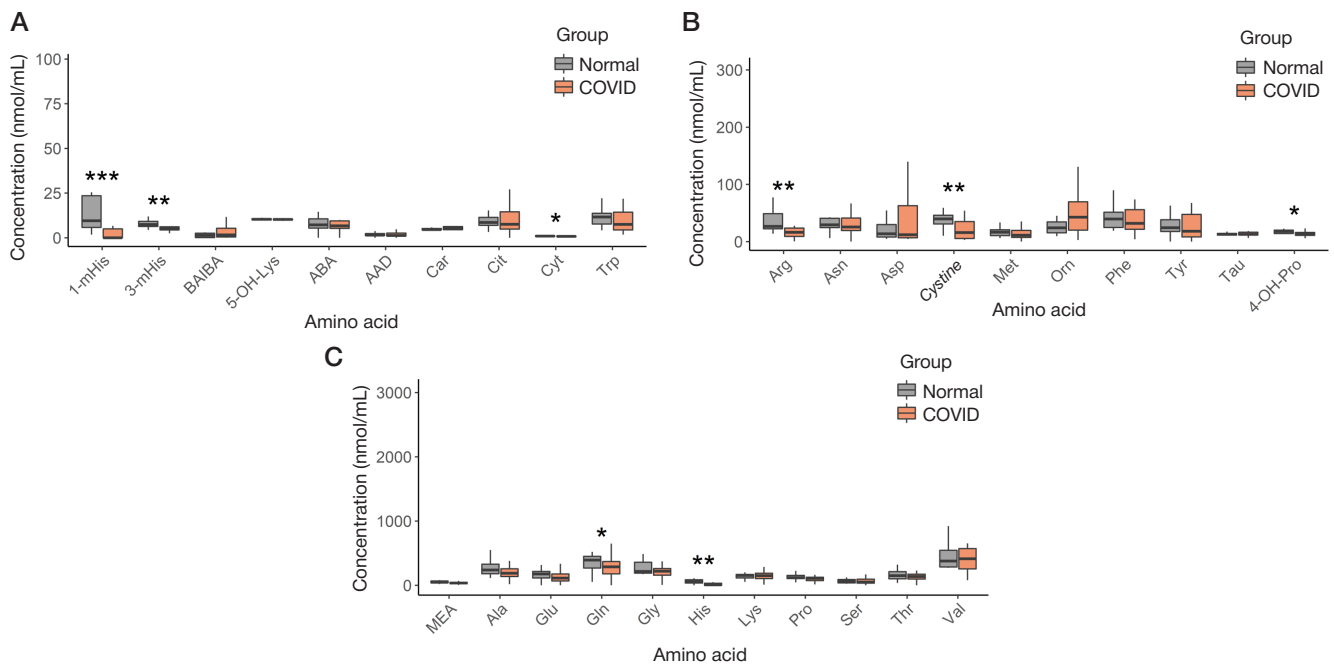 A
Group
Normal
COVID
Concentration (nmol/mL)
100
75
50
25
0
***
**
*
1-mHis
3-mHis
BAIBA
5-OH-Lys
ABA
AAD
Car
Cit
Cyt
Trp
Amino acid
B
Group
Normal
COVID
Concentration (nmol/mL)
300
200
100
0
**
**
*
Arg
Asn
Asp
Cystine
Met
Orn
Phe
Tyr
Tau
4-OH-Pro
Amino acid
C
Group
Normal
COVID
Concentration (nmol/mL)
3000
2000
1000
0
*
**
MEA
Ala
Glu
Gln
Gly
His
Lys
Pro
Ser
Thr
Val
Amino acid